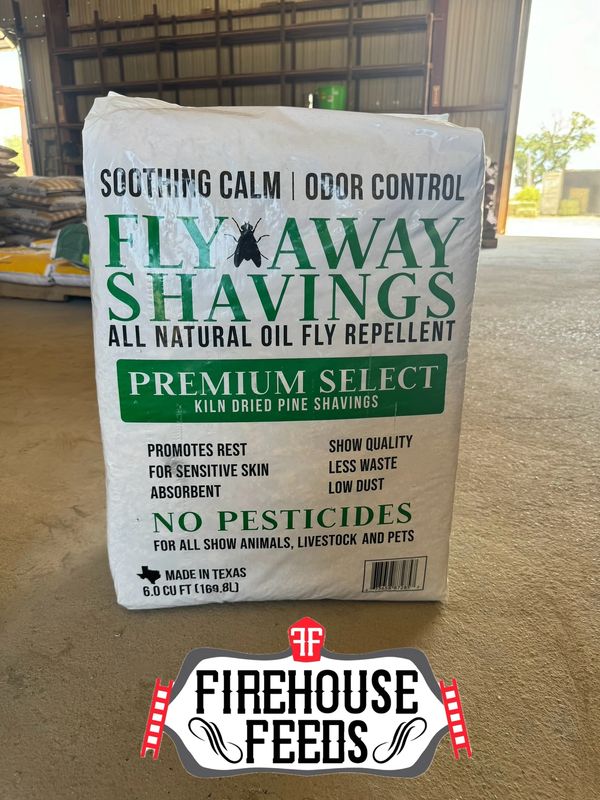 SOOTHING CALM | ODOR CONTROL
FLY AWAY
SHAVINGS
ALL NATURAL OIL FLY REPELLENT
PREMIUM SELECT
KILN DRIED PINE SHAVINGS
PROMOTES REST
FOR SENSITIVE SKIN
ABSORBENT
SHOW QUALITY
LESS WASTE
LOW DUST
NO PESTICIDES
FOR ALL SHOW ANIMALS, LIVESTOCK AND PETS
MADE IN TEXAS
6.0 CU FT (169.8L)
FF
FIREHOUSE
FEEDS